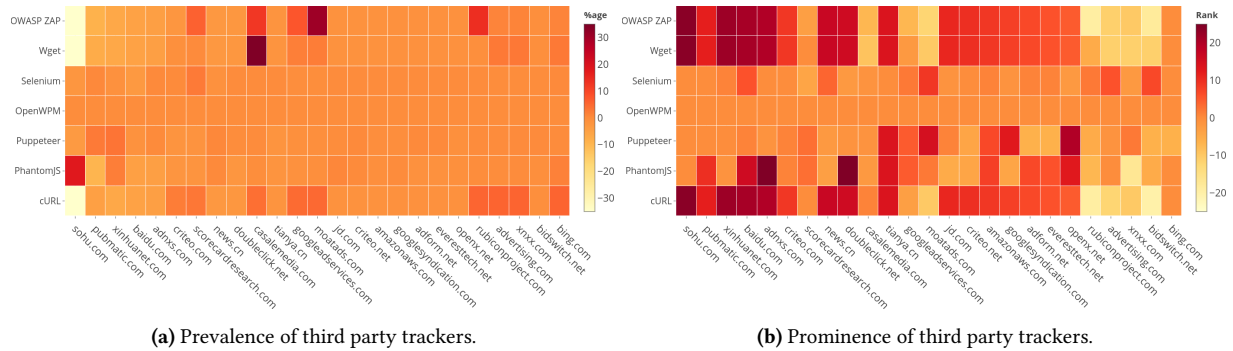 %age
OWASP ZAP
Wget
Selenium
OpenWPM
Puppeteer
PhantomJS
cURL
30
20
10
0
−10
−20
−30
sohu.com
pubmatic.com
xinhuanet.com
baidu.com
adnxs.com
criteo.com
scorecardresearch.com
news.cn
doubleclick.net
casalemedia.com
tianya.cn
googleadservices.com
moatads.com
jd.com
criteo.net
amazonaws.com
googlesyndication.com
adform.net
everesttech.net
openx.net
rubiconproject.com
advertising.com
xnxx.com
bidswitch.net
bing.com
(a) Prevalence of third party trackers.
Rank
OWASP ZAP
Wget
Selenium
OpenWPM
Puppeteer
PhantomJS
cURL
20
10
0
−10
−20
sohu.com
pubmatic.com
xinhuanet.com
baidu.com
adnxs.com
criteo.com
scorecardresearch.com
news.cn
doubleclick.net
casalemedia.com
tianya.cn
googleadservices.com
moatads.com
jd.com
criteo.net
amazonaws.com
googlesyndication.com
adform.net
everesttech.net
openx.net
rubiconproject.com
advertising.com
xnxx.com
bidswitch.net
bing.com
(b) Prominence of third party trackers.